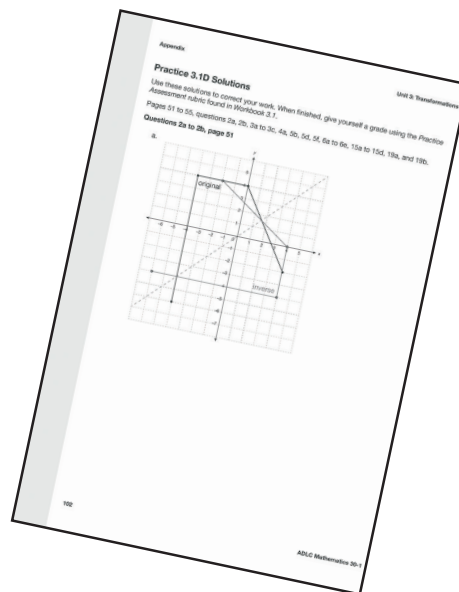 Appendix
Unit 3: Transformations
Practice 3.1D Solutions
Use these solutions to correct your work. When finished, give yourself a grade using the Practice
Assessment rubric found in Workbook 3.1.
Pages 51 to 55, questions 2a, 2b, 3a to 3c, 4a, 5b, 5d, 5f, 6a to 6e, 15a to 15d, 19a, and 19b.
Questions 2a to 2b, page 51
a.
original
inverse
102
ADLC Mathematics 30-1